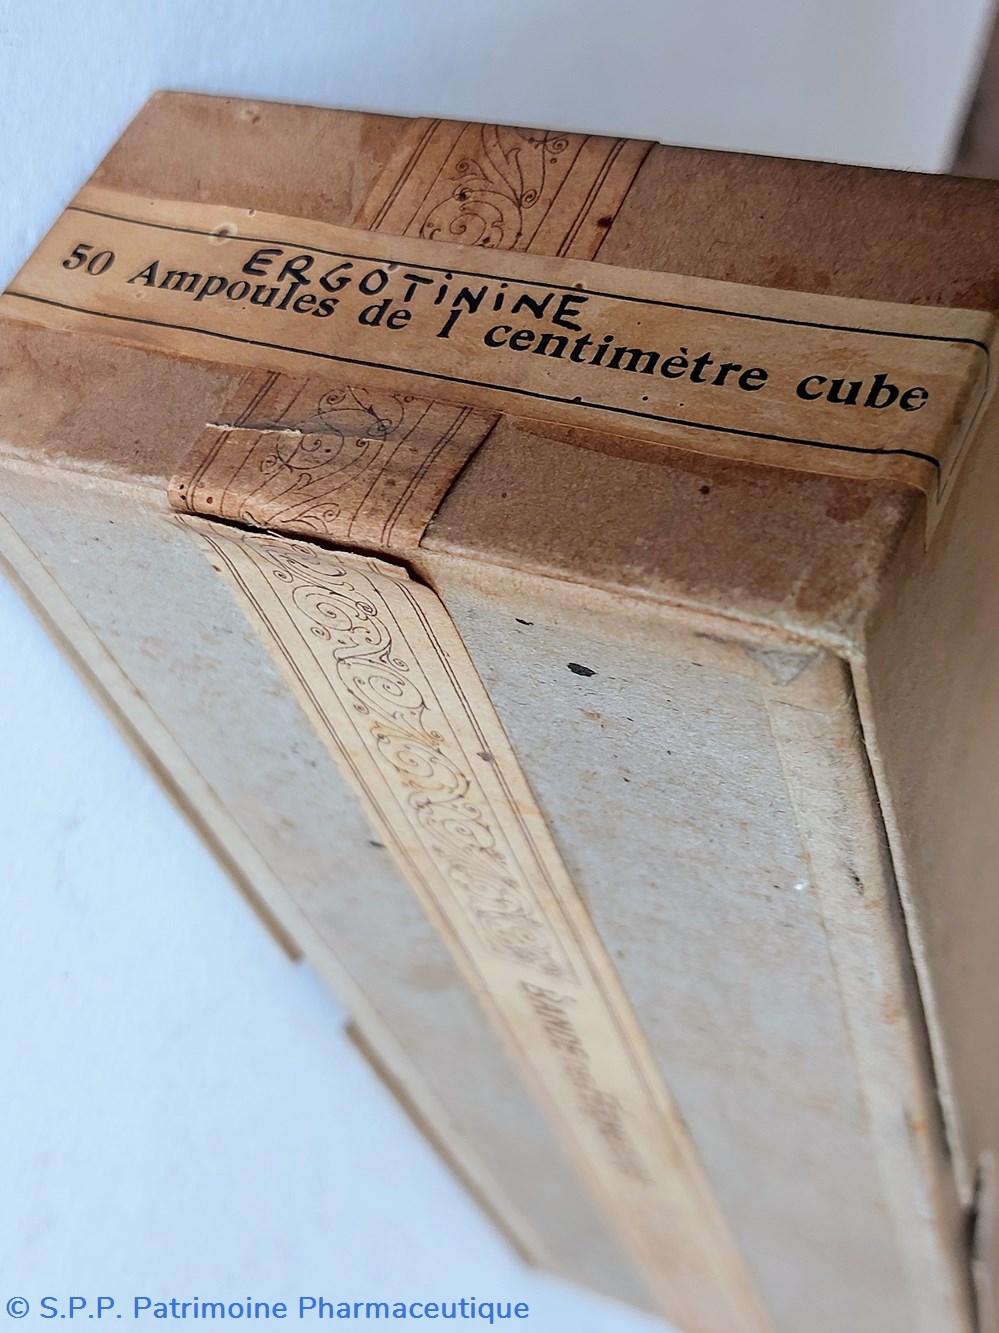 ERGOTiNiNE
50 Ampoules de 1 centimètre cube
© S.P.P. Patrimoine Pharmaceutique